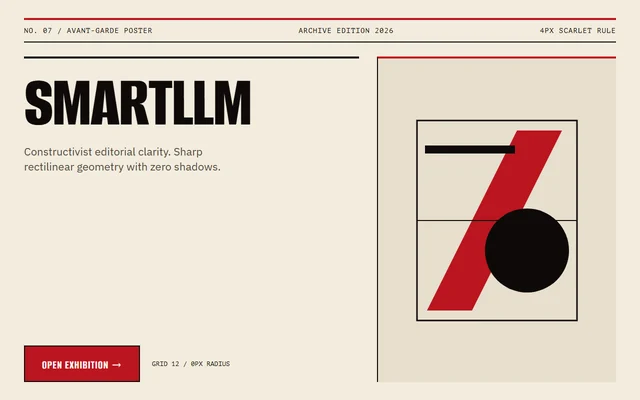 NO. 07 / AVANT-GARDE POSTER
ARCHIVE EDITION 2026
4PX SCARLET RULE
SMARTLLM
Constructivist editorial clarity. Sharp
rectilinear geometry with zero shadows.
OPEN EXHIBITION →
GRID 12 / 0PX RADIUS